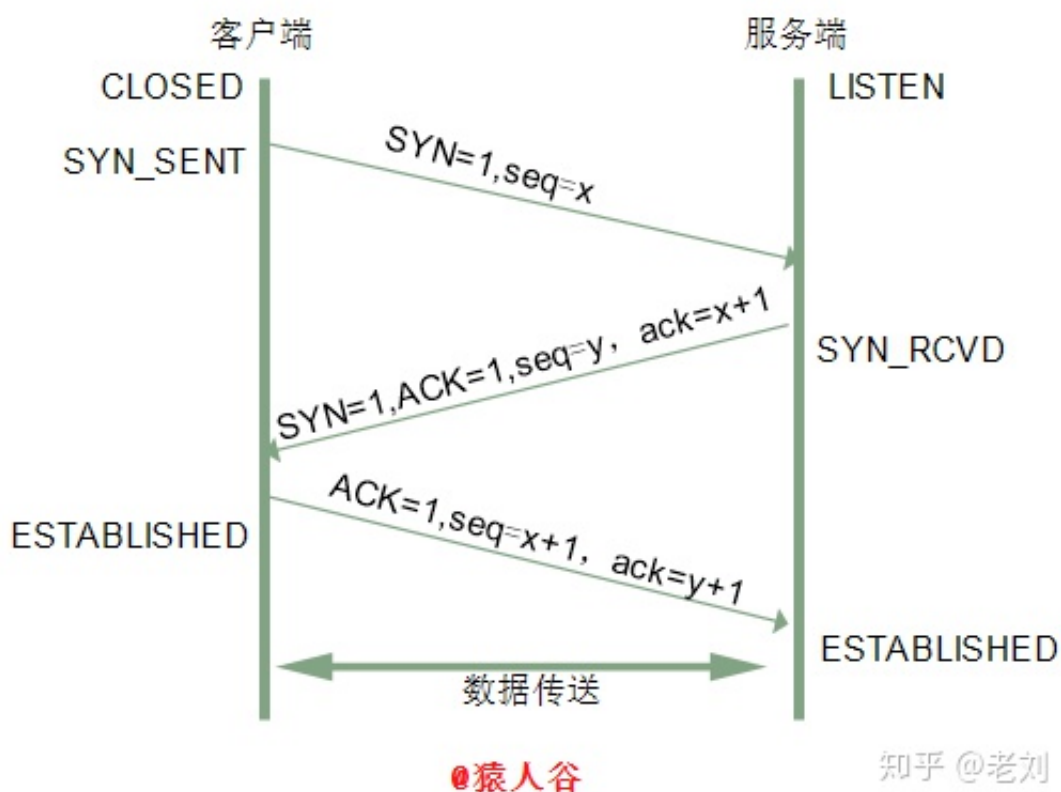 客户端
服务端
CLOSED
LISTEN
SYN_SENT
SYN=1,seq=x
SYN=1,ACK=1,seq=y，ack=x+1
SYN_RCVD
ACK=1,seq=x+1，ack=y+1
ESTABLISHED
ESTABLISHED
数据传送
@猿人谷
知乎 @老刘